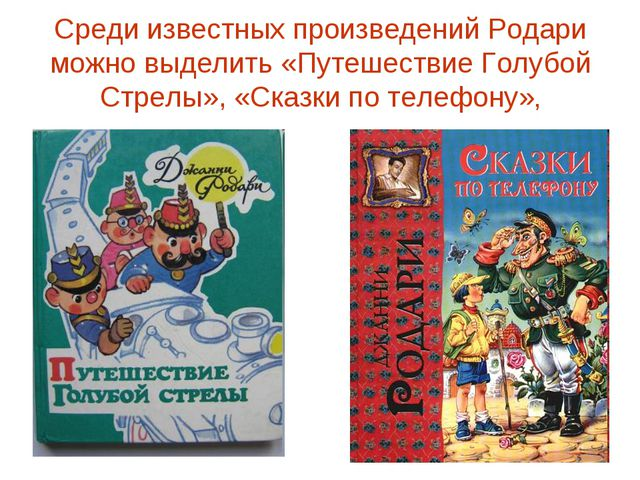 Среди известных произведений Родари
можно выделить «Путешествие Голубой
Стрелы», «Сказки по телефону»,
Джанни
Родари
Путешествие
Голубой стрелы
Сказки
по телефону
Джанни
Родари